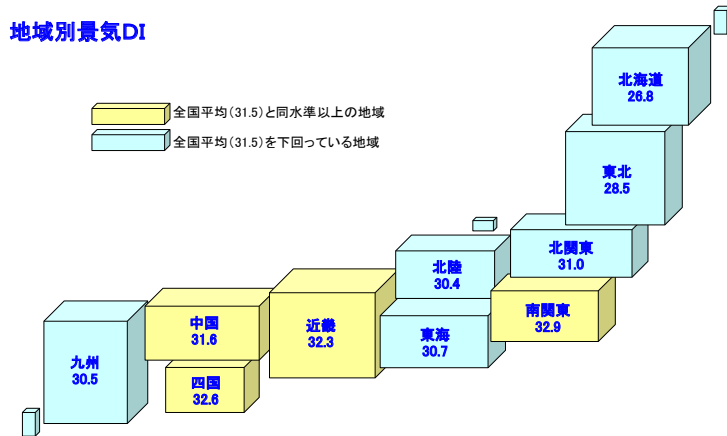 地域別景気DI
全国平均(31.5)と同水準以上の地域
全国平均(31.5)を下回っている地域
北海道
26.8
東北
28.5
北関東
31.0
北陸
30.4
南関東
32.9
東海
30.7
近畿
32.3
中国
31.6
四国
32.6
九州
30.5